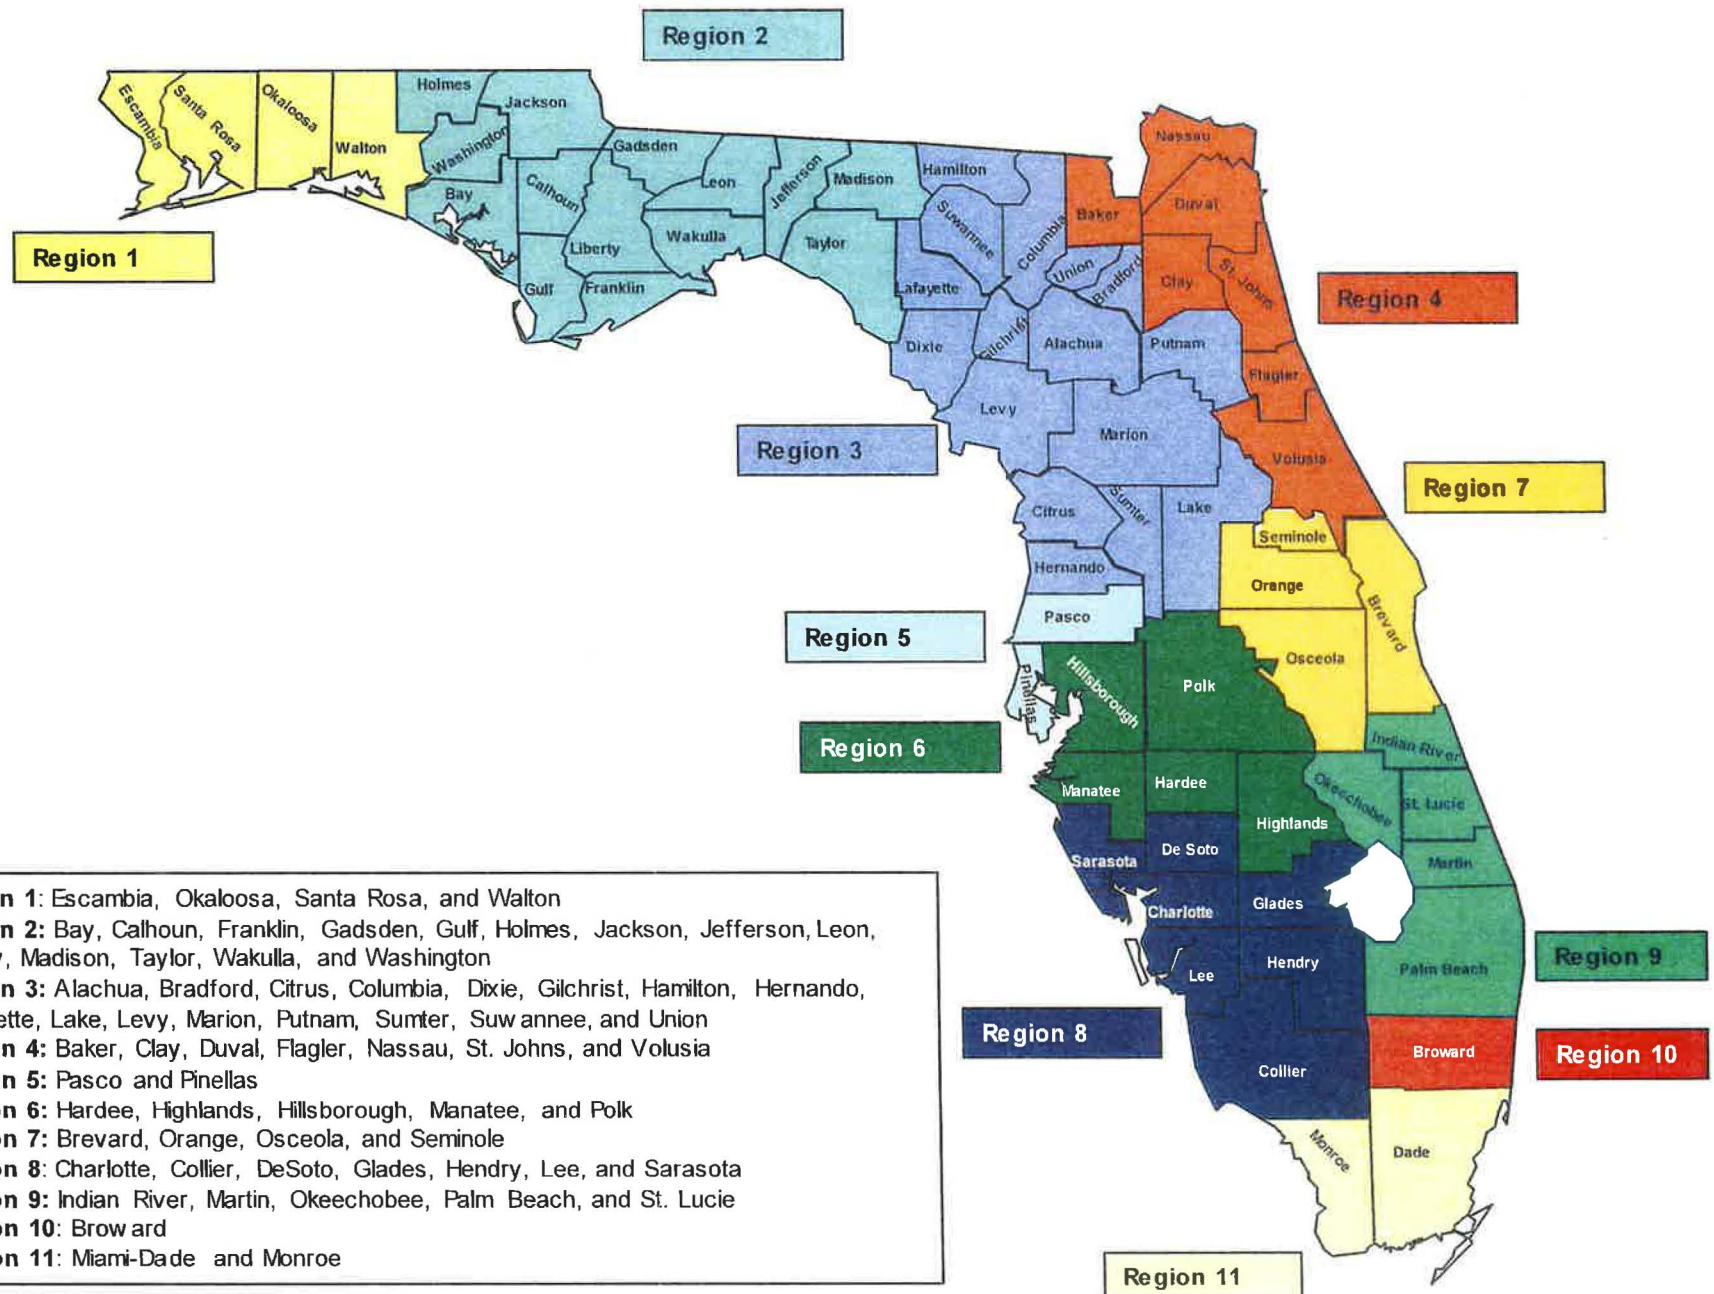 Region 2
Holmes
Jackson
Escambia
Santa Rosa
Okaloosa
Walton
Washington
Gadsden
Leon
Jefferson
Madison
Hamilton
Nassau
Bay
Calhoun
Liberty
Wakulla
Taylor
Suwannee
Columbia
Baker
Duval
Region 1
Gulf
Franklin
Lafayette
Union
Bradford
Clay
St. Johns
Region 4
Dixie
Gilchrist
Alachua
Putnam
Flagler
Levy
Marion
Region 3
Volusia
Region 7
Citrus
Sumter
Lake
Seminole
Hernando
Orange
Brevard
Pasco
Region 5
Osceola
Pinellas
Hillsborough
Polk
Region 6
Indian River
Manatee
Hardee
Okeechobee
St. Lucie
Highlands
Sarasota
De Soto
Martin
Charlotte
Glades
Lee
Hendry
Palm Beach
Region 9
Region 8
Collier
Broward
Region 10
Monroe
Dade
Region 11
n 1: Escambia, Okaloosa, Santa Rosa, and Walton
n 2: Bay, Calhoun, Franklin, Gadsden, Gulf, Holmes, Jackson, Jefferson, Leon,
, Madison, Taylor, Wakulla, and Washington
n 3: Alachua, Bradford, Citrus, Columbia, Dixie, Gilchrist, Hamilton, Hernando,
ette, Lake, Levy, Marion, Putnam, Sumter, Suwannee, and Union
n 4: Baker, Clay, Duval, Flagler, Nassau, St. Johns, and Volusia
n 5: Pasco and Pinellas
on 6: Hardee, Highlands, Hillsborough, Manatee, and Polk
on 7: Brevard, Orange, Osceola, and Seminole
on 8: Charlotte, Collier, DeSoto, Glades, Hendry, Lee, and Sarasota
on 9: Indian River, Martin, Okeechobee, Palm Beach, and St. Lucie
on 10: Broward
on 11: Miami-Dade and Monroe